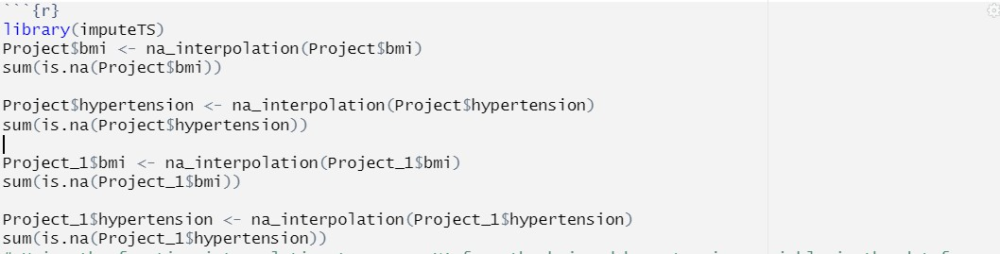 ```{r}
library(imputeTS)
Project$bmi <- na_interpolation(Project$bmi)
sum(is.na(Project$bmi))
Project$hypertension <- na_interpolation(Project$hypertension)
sum(is.na(Project$hypertension))
Project_1$bmi <- na_interpolation(Project_1$bmi)
sum(is.na(Project_1$bmi))
Project_1$hypertension <- na_interpolation(Project_1$hypertension)
sum(is.na(Project_1$hypertension))